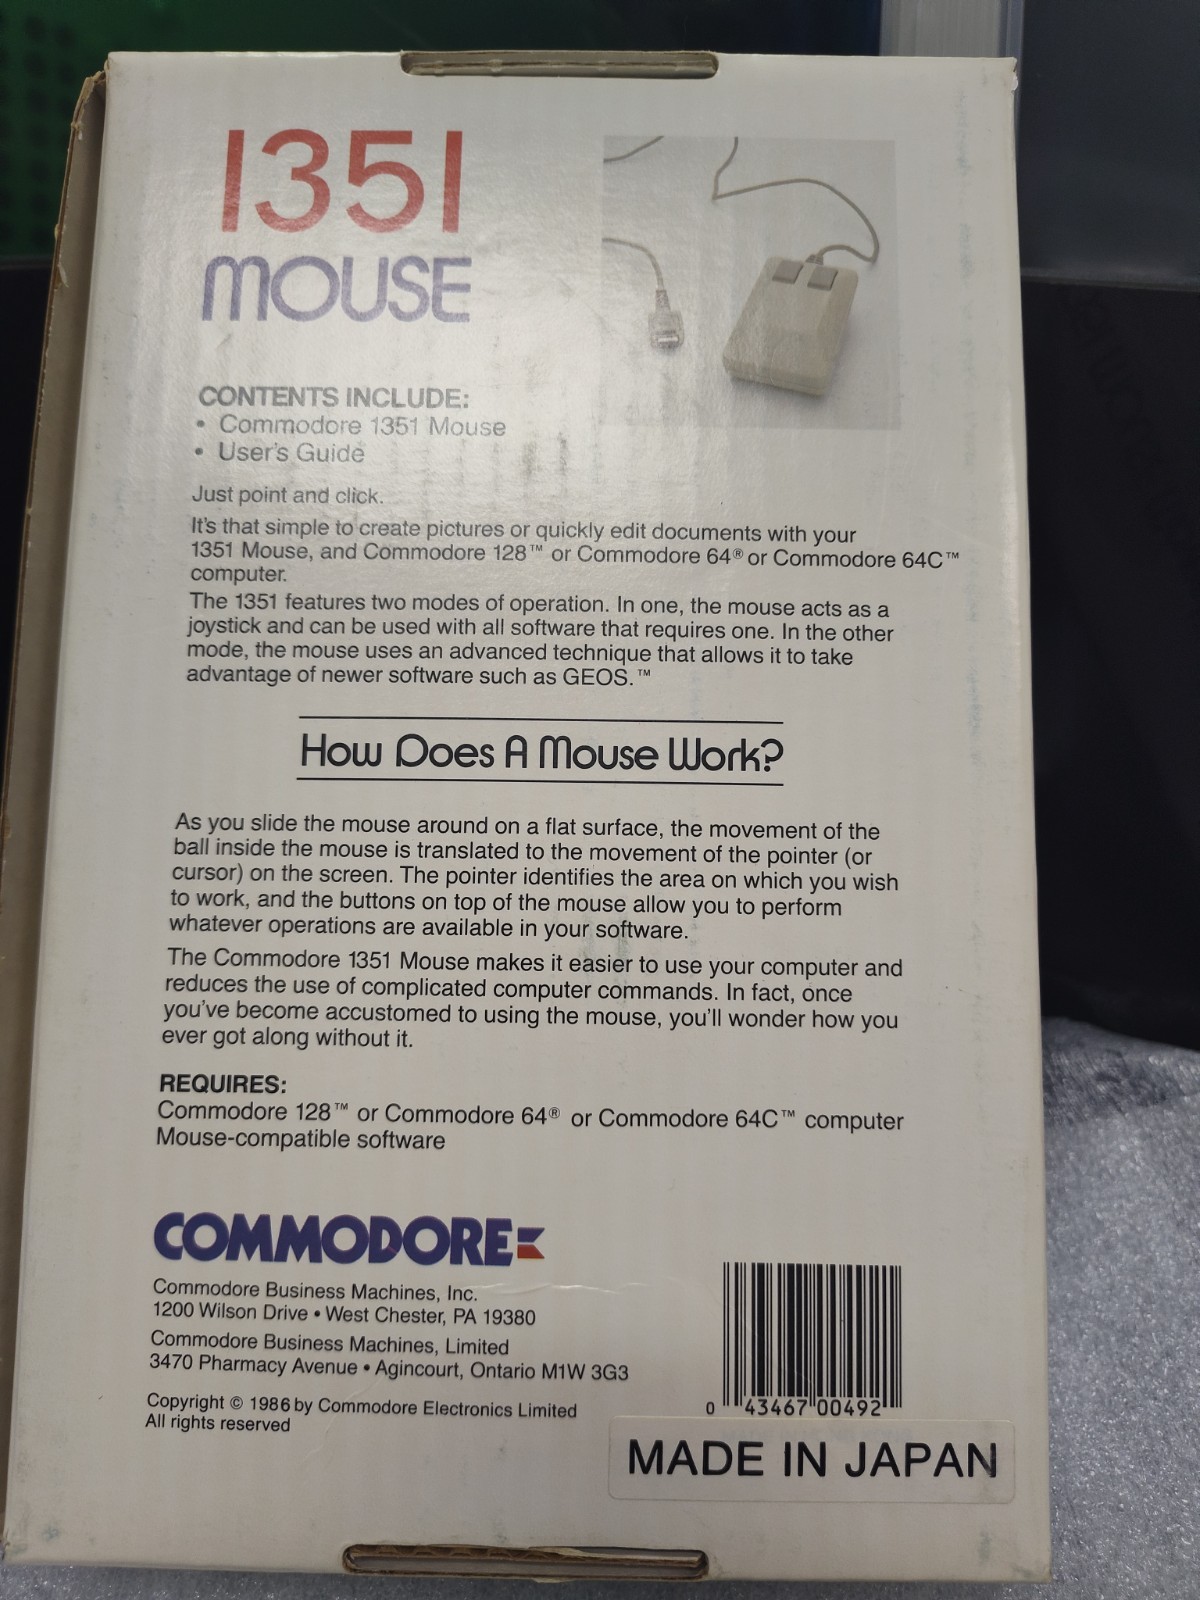 1351
MOUSE
CONTENTS INCLUDE:
• Commodore 1351 Mouse
• User's Guide
Just point and click.
It's that simple to create pictures or quickly edit documents with your
1351 Mouse, and Commodore 128™ or Commodore 64® or Commodore 64C™
computer.
The 1351 features two modes of operation. In one, the mouse acts as a
joystick and can be used with all software that requires one. In the other
mode, the mouse uses an advanced technique that allows it to take
advantage of newer software such as GEOS.™
How Does A Mouse Work?
As you slide the mouse around on a flat surface, the movement of the
ball inside the mouse is translated to the movement of the pointer (or
cursor) on the screen. The pointer identifies the area on which you wish
to work, and the buttons on top of the mouse allow you to perform
whatever operations are available in your software.
The Commodore 1351 Mouse makes it easier to use your computer and
reduces the use of complicated computer commands. In fact, once
you've become accustomed to using the mouse, you'll wonder how you
ever got along without it.
REQUIRES:
Commodore 128™ or Commodore 64® or Commodore 64C™ computer
Mouse-compatible software
COMMODORE
Commodore Business Machines, Inc.
1200 Wilson Drive • West Chester, PA 19380
Commodore Business Machines, Limited
3470 Pharmacy Avenue • Agincourt, Ontario M1W 3G3
Copyright © 1986 by Commodore Electronics Limited
All rights reserved
0 43467 00492
MADE IN JAPAN